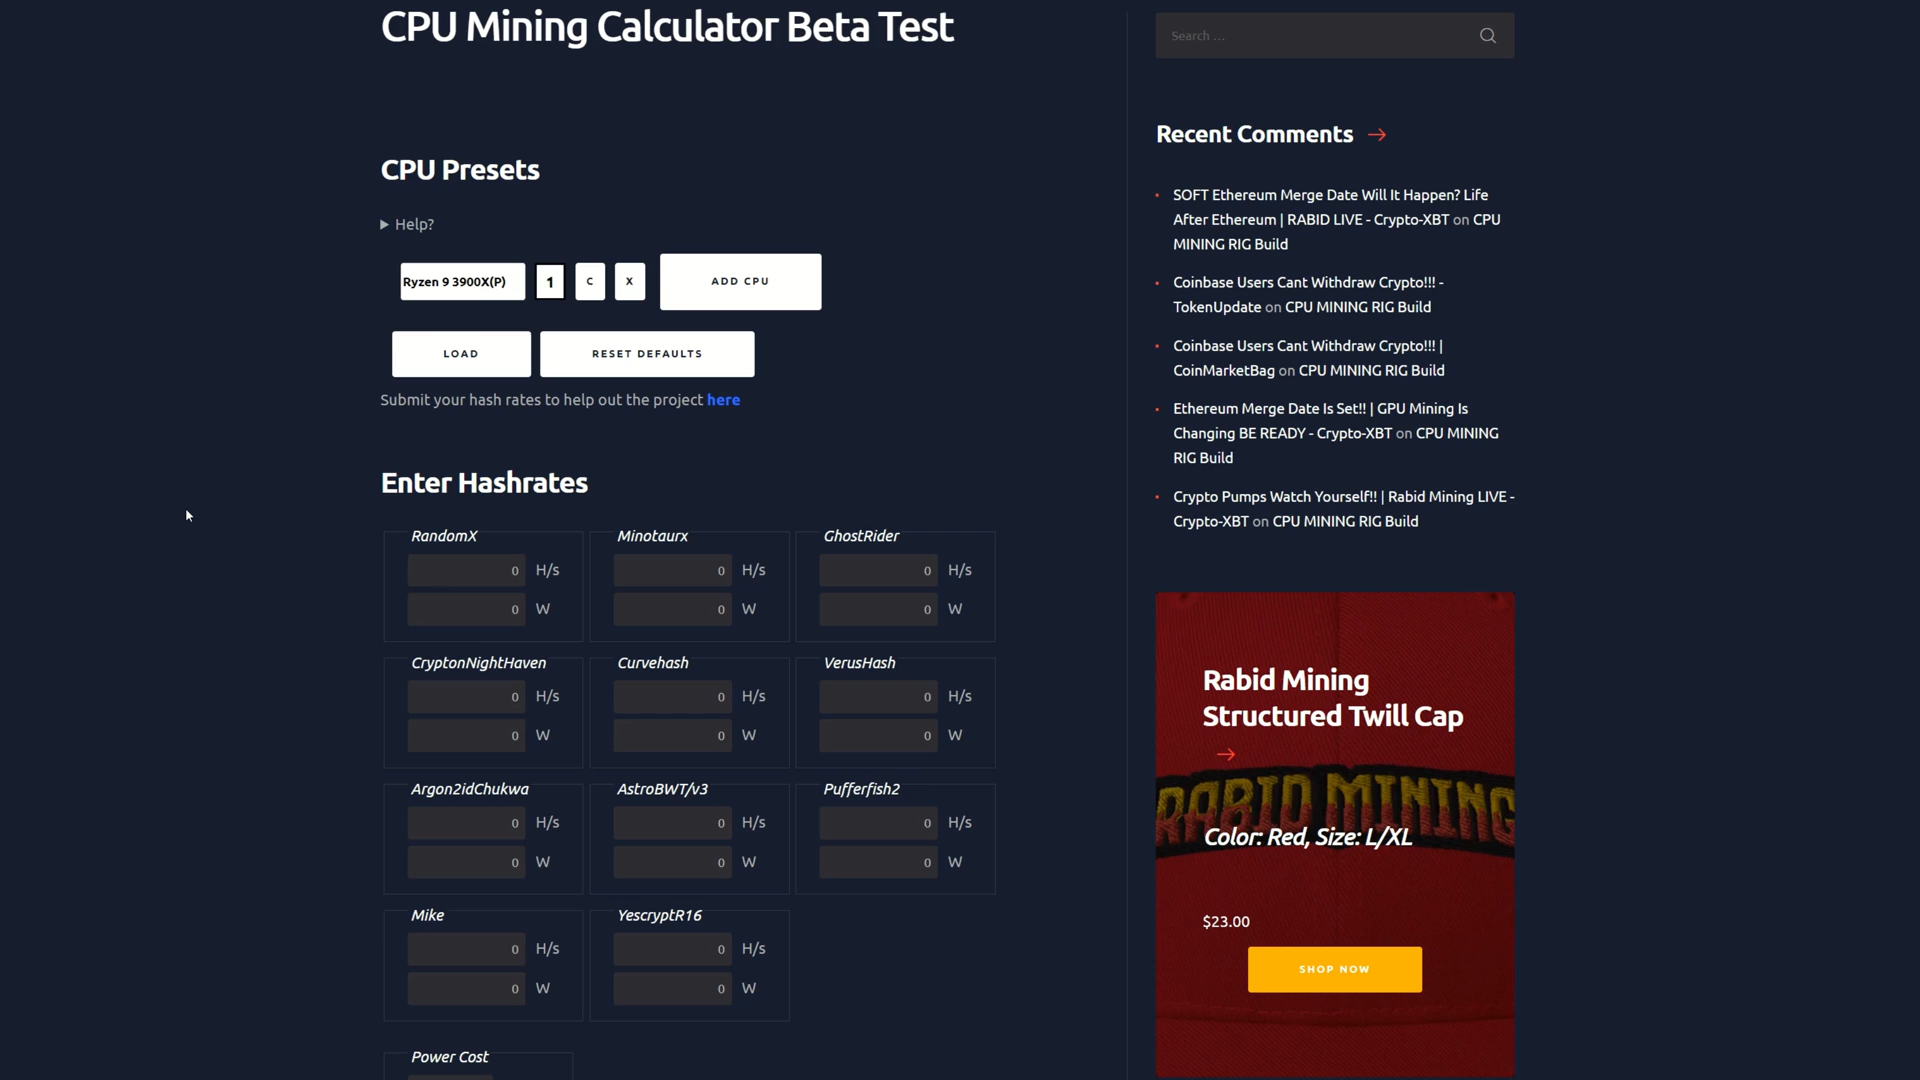 CPU Mining Calculator Beta Test
CPU Presets
Help?
Ryzen 9 3900X(P)
1
C
X
ADD CPU
LOAD
RESET DEFAULTS
Submit your hash rates to help out the project here
Enter Hashrates
RandomX
0 H/s
0 W
Minotaurx
0 H/s
0 W
GhostRider
0 H/s
0 W
CryptonNightHaven
0 H/s
0 W
Curvehash
0 H/s
0 W
VerusHash
0 H/s
0 W
Argon2idChukwa
0 H/s
0 W
AstroBWT/v3
0 H/s
0 W
Pufferfish2
0 H/s
0 W
Mike
0 H/s
0 W
YescryptR16
0 H/s
0 W
Power Cost
Search ...
Recent Comments
SOFT Ethereum Merge Date Will It Happen? Life
After Ethereum | RABID LIVE - Crypto-XBT on CPU
MINING RIG Build
Coinbase Users Cant Withdraw Crypto!!! -
TokenUpdate on CPU MINING RIG Build
Coinbase Users Cant Withdraw Crypto!!! |
CoinMarketBag on CPU MINING RIG Build
Ethereum Merge Date Is Set!! | GPU Mining Is
Changing BE READY - Crypto-XBT on CPU MINING
RIG Build
Crypto Pumps Watch Yourself!! | Rabid Mining LIVE -
Crypto-XBT on CPU MINING RIG Build
Rabid Mining
Structured Twill Cap
RABID MINING
Color: Red, Size: L/XL
$23.00
SHOP NOW